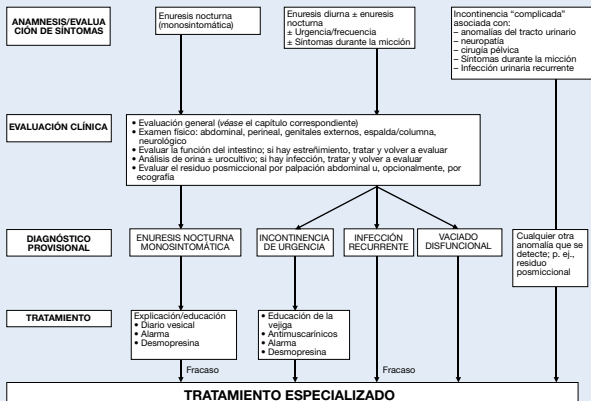 ANAMNESIS/EVALUA
CIÓN DE SÍNTOMAS
Enuresis nocturna
(monosintomática)
Enuresis diurna ± enuresis
nocturna
± Urgencia/frecuencia
± Síntomas durante la micción
Incontinencia “complicada”
asociada con:
– anomalías del tracto urinario
– neuropatía
– cirugía pélvica
– Síntomas durante la micción
– Infección urinaria recurrente
EVALUACIÓN CLÍNICA
• Evaluación general (véase el capítulo correspondiente)
• Examen físico: abdominal, perineal, genitales externos, espalda/columna,
neurológico
• Evaluar la función del intestino; si hay estreñimiento, tratar y volver a evaluar
• Análisis de orina ± urocultivo; si hay infección, tratar y volver a evaluar
• Evaluar el residuo posmiccional por palpación abdominal u, opcionalmente, por
ecografía
DIAGNÓSTICO
PROVISIONAL
ENURESIS NOCTURNA
MONOSINTOMÁTICA
INCONTINENCIA
DE URGENCIA
INFECCIÓN
RECURRENTE
VACIADO
DISFUNCIONAL
Cualquier otra
anomalía que se
detecte; p. ej.,
residuo
posmiccional
TRATAMIENTO
Explicación/educación
• Diario vesical
• Alarma
• Desmopresina
• Educación de la
vejiga
• Antimuscarínicos
• Alarma
• Desmopresina
Fracaso
Fracaso
TRATAMIENTO ESPECIALIZADO